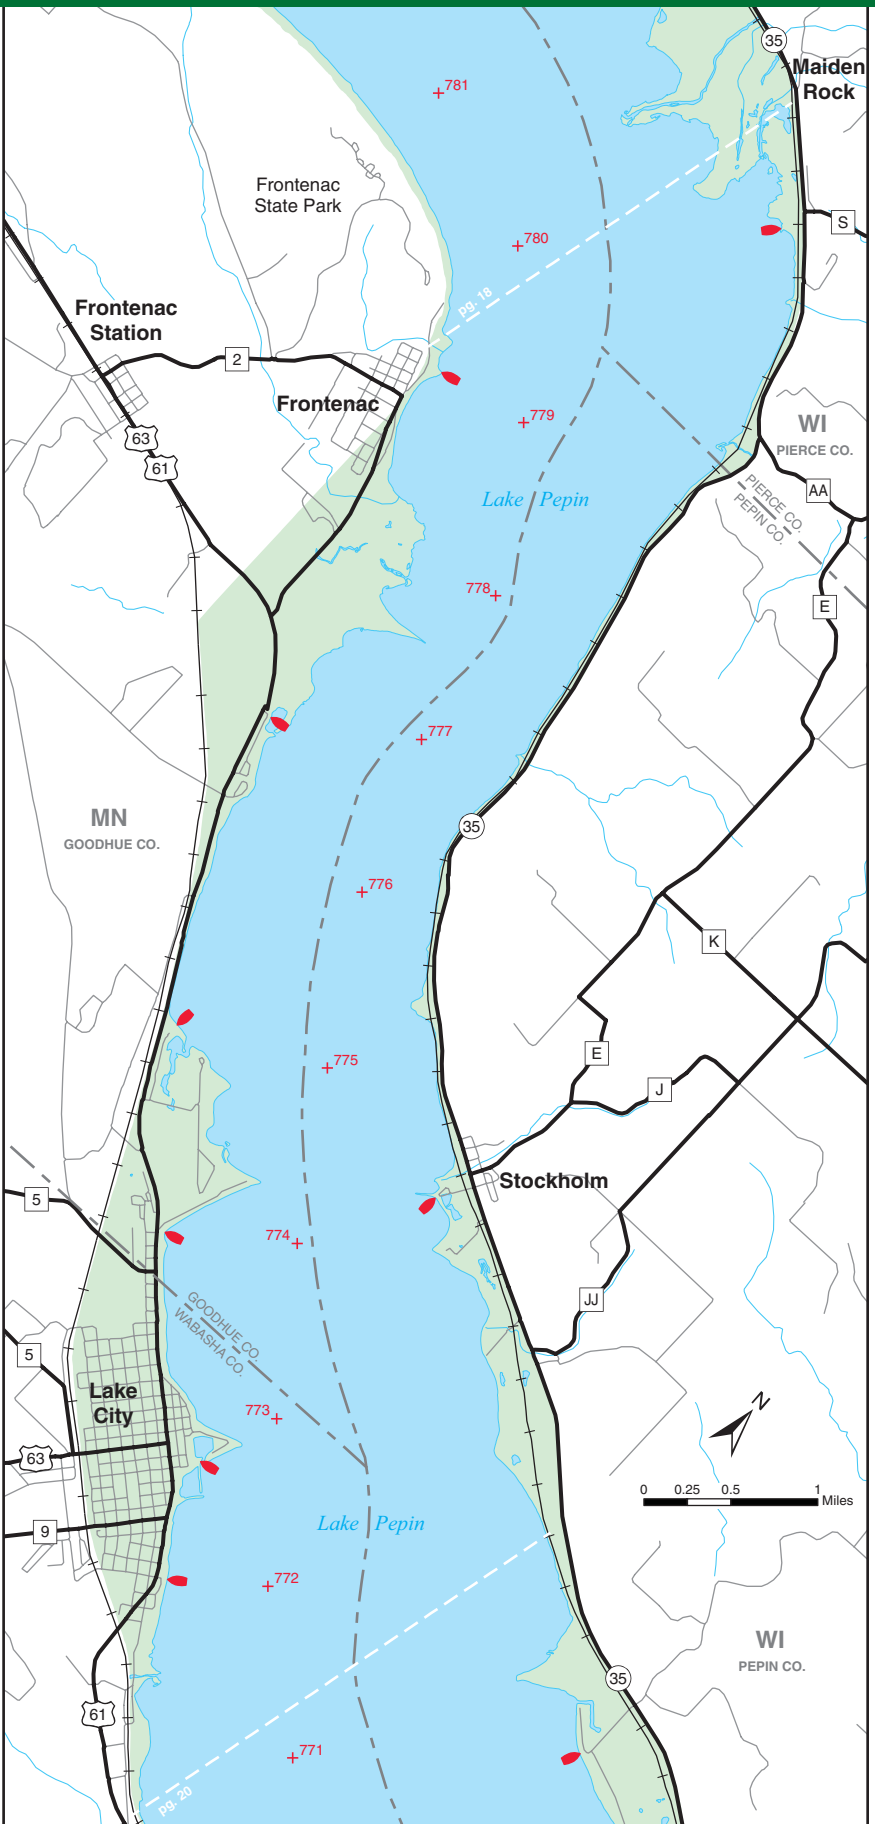 35
Maiden
Rock
781
Frontenac
State Park
S
780
pg. 18
Frontenac
Station
2
Frontenac
779
WI
PIERCE CO.
63
61
Lake Pepin
AA
PIERCE CO.
PEPIN CO.
778
E
777
MN
GOODHUE CO.
35
776
K
775
E
J
Stockholm
5
774
JJ
GOODHUE CO.
WABASHA CO.
5
Lake
City
773
N
63
0 0.25 0.5 1
Miles
9
Lake Pepin
772
WI
PEPIN CO.
35
61
771
pg. 20